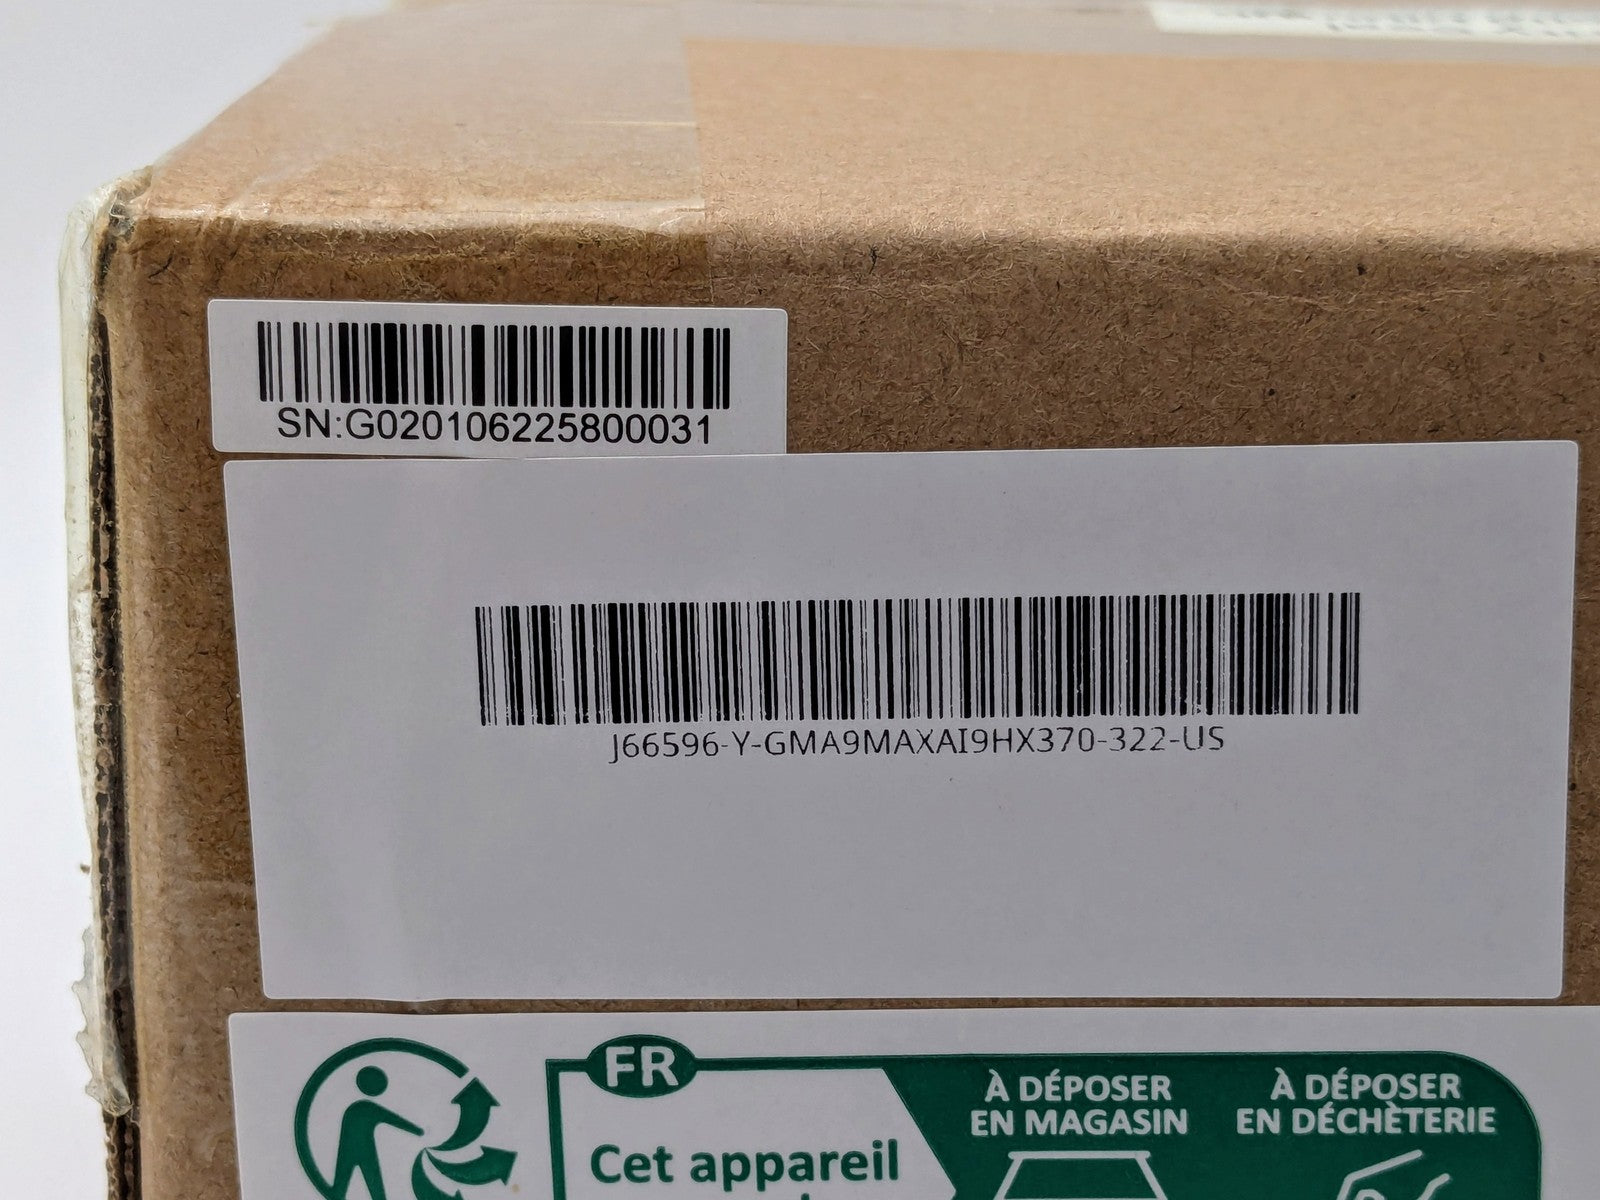 SN:G020106225800031
J66596-Y-GMA9MAXAI9HX370-322-US
FR
À DÉPOSER
EN MAGASIN
À DÉPOSER
EN DÉCHÈTERIE
Cet appareil